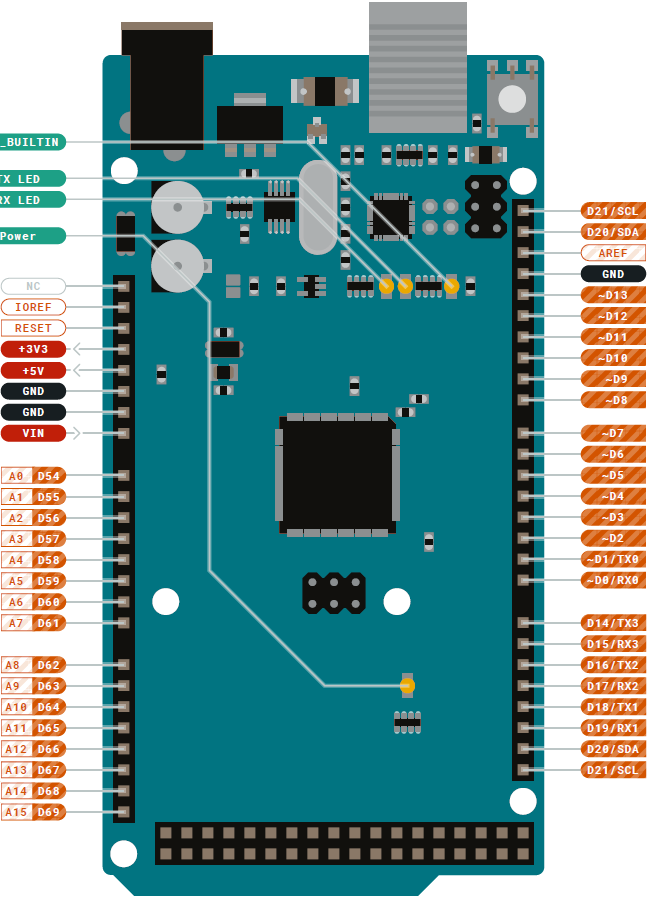 _BUILTIN
TX LED
RX LED
Power
NC
IOREF
RESET
+3V3
+5V
GND
GND
VIN
A0 D54
A1 D55
A2 D56
A3 D57
A4 D58
A5 D59
A6 D60
A7 D61
A8 D62
A9 D63
A10 D64
A11 D65
A12 D66
A13 D67
A14 D68
A15 D69
D21/SCL
D20/SDA
AREF
GND
~D13
~D12
~D11
~D10
~D9
~D8
~D7
~D6
~D5
~D4
~D3
~D2
~D1/TX0
~D0/RX0
D14/TX3
D15/RX3
D16/TX2
D17/RX2
D18/TX1
D19/RX1
D20/SDA
D21/SCL